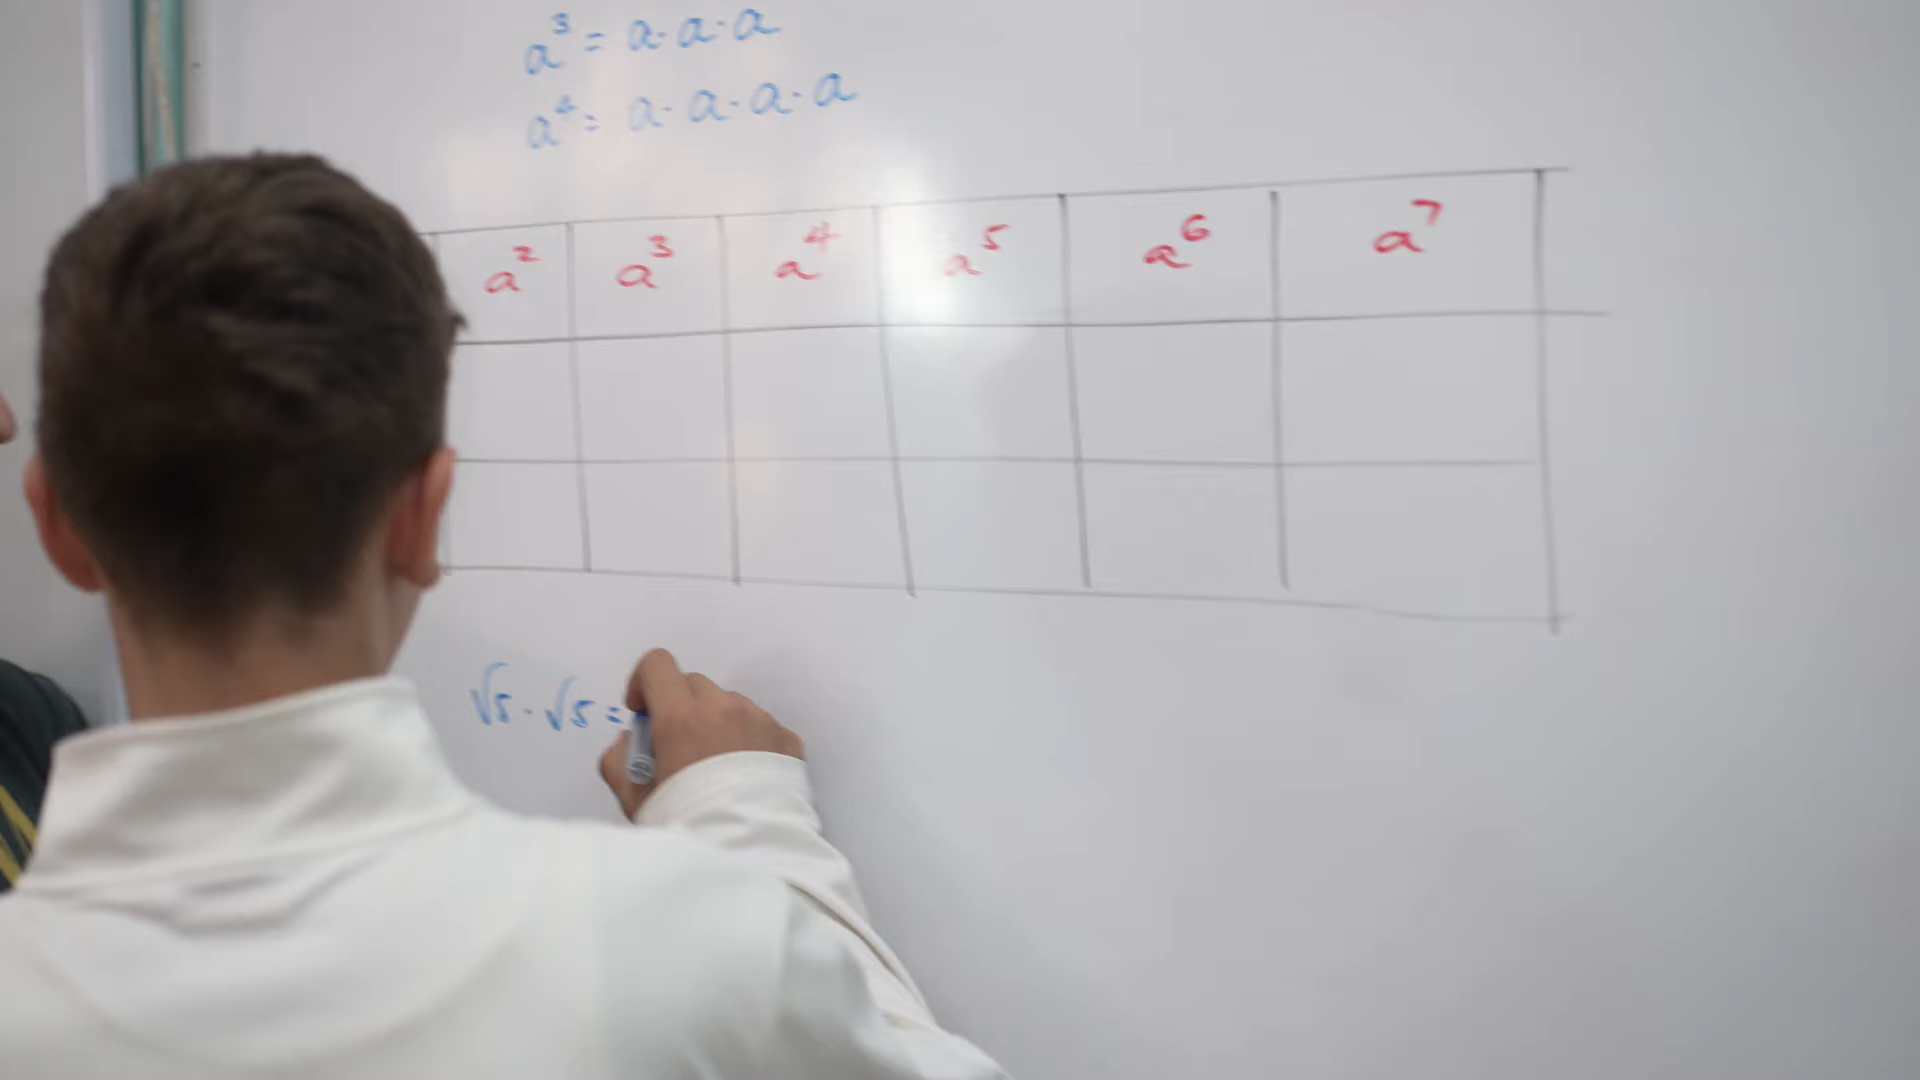 a³ = a · a · a
a⁴ = a · a · a · a
a² a³ a⁴ a⁵ a⁶ a⁷
√5 · √5 =